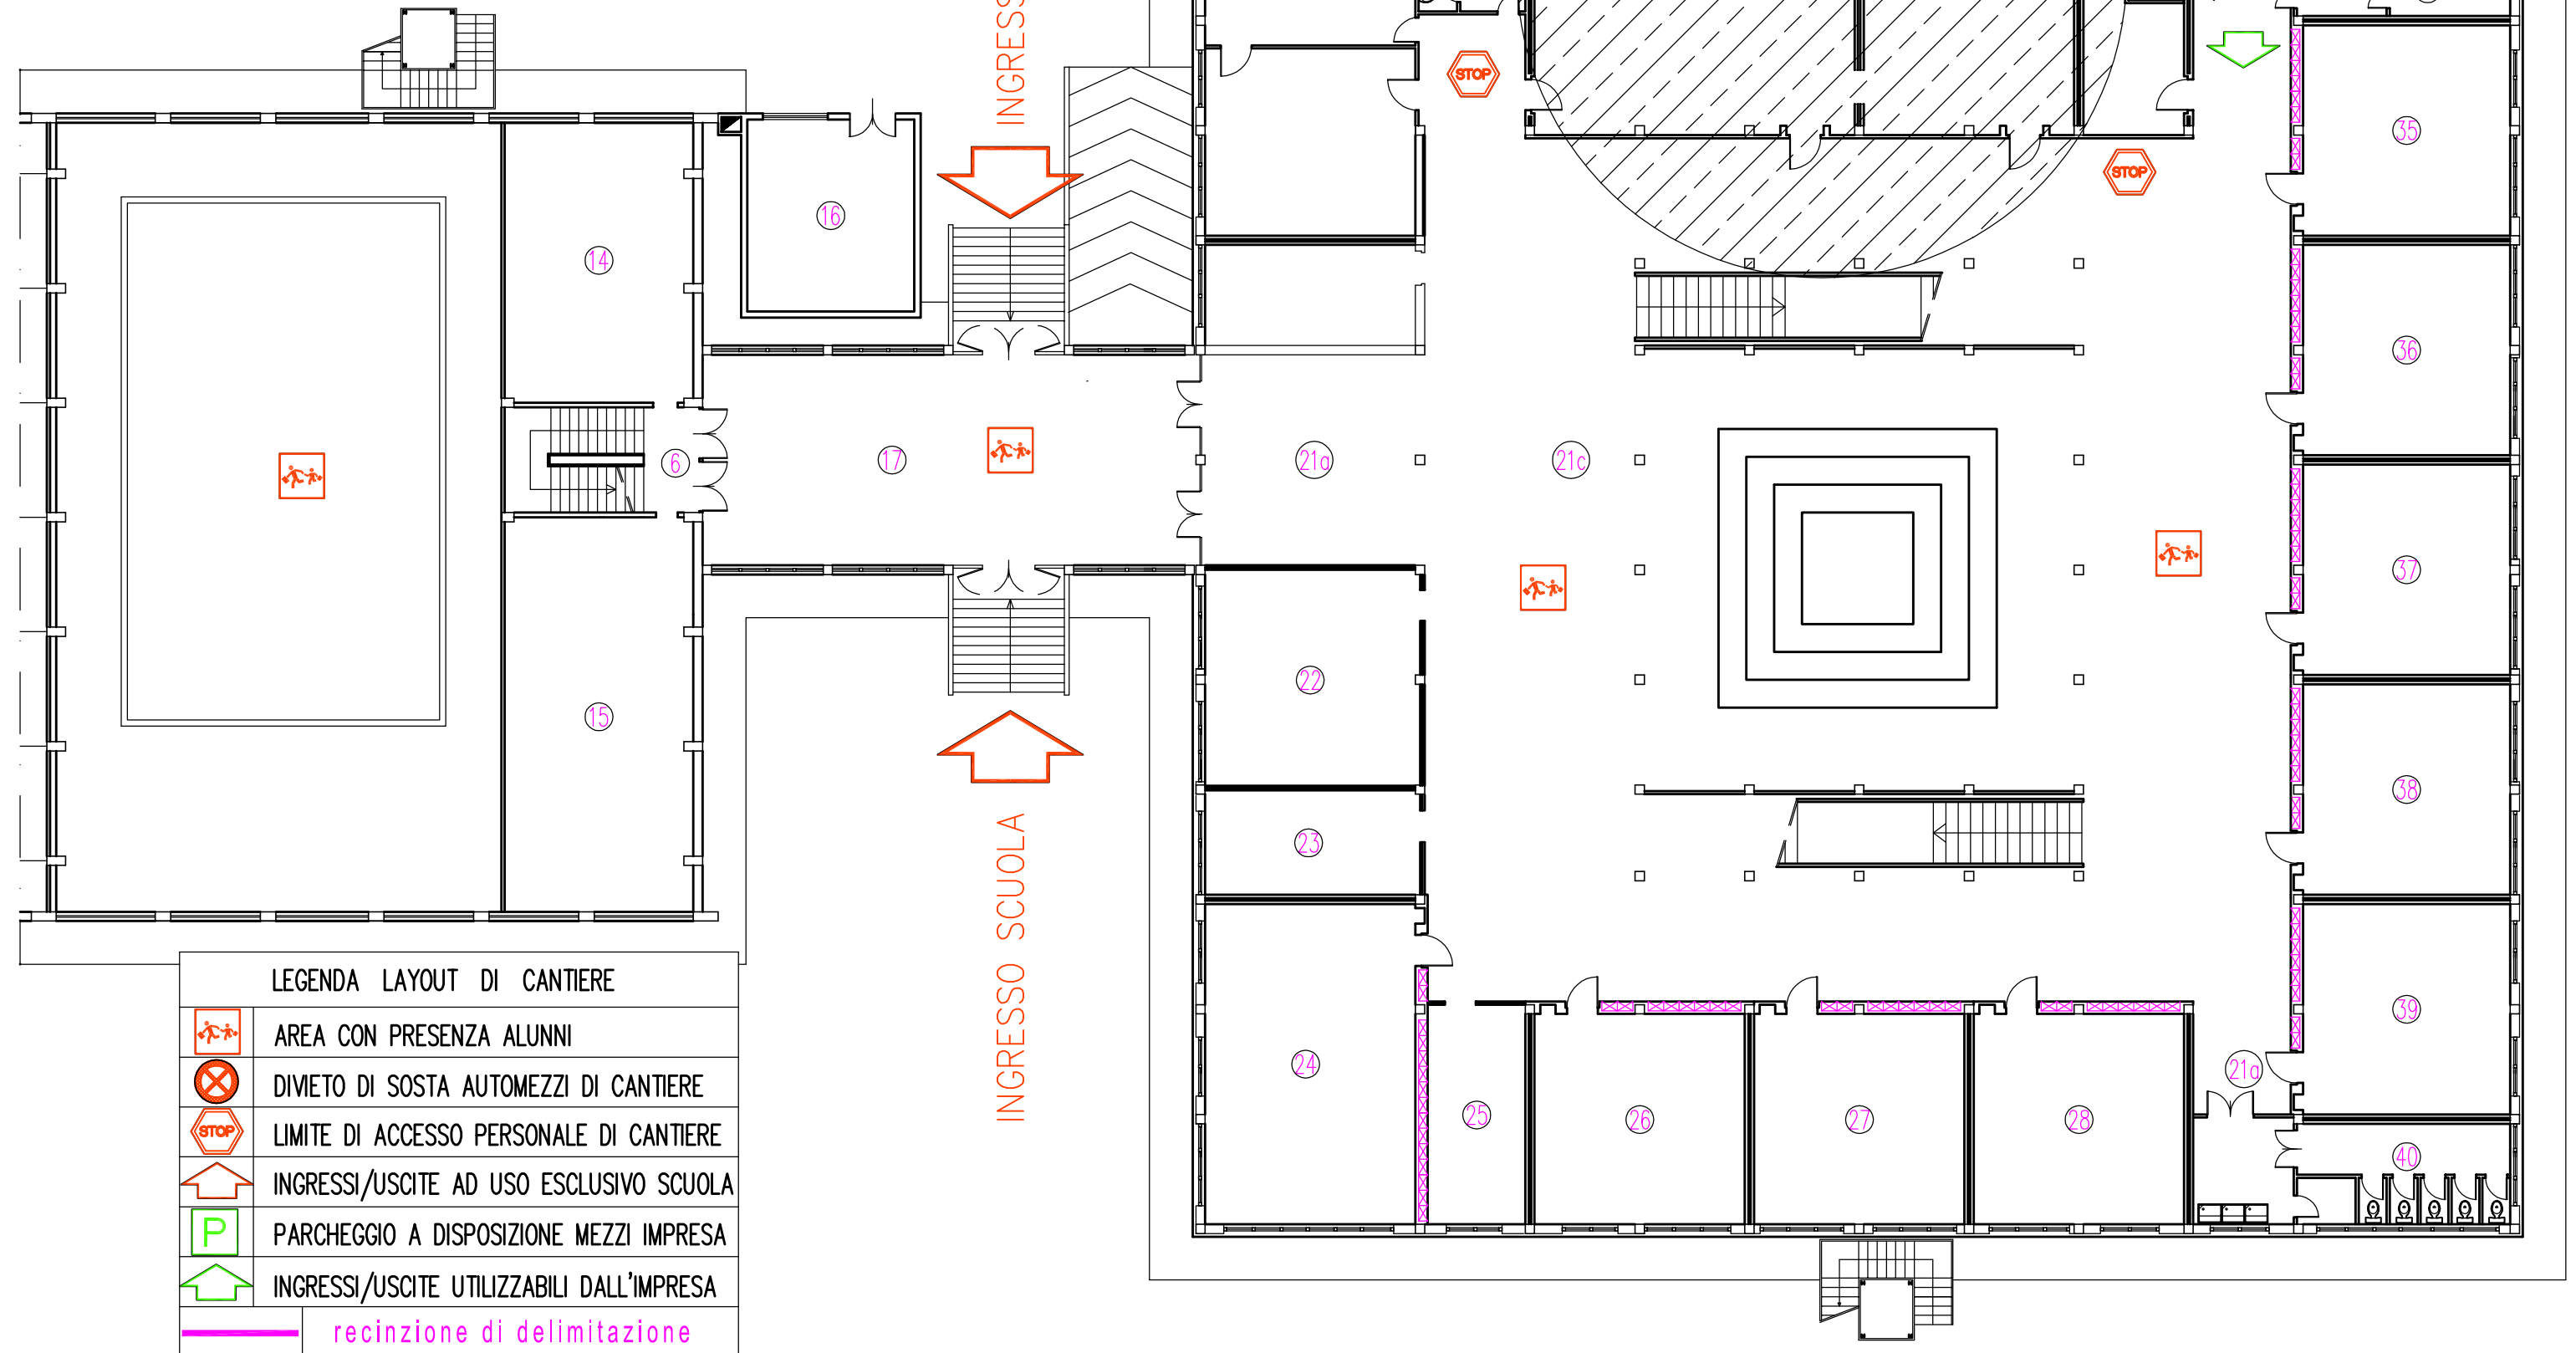 INGRESS
STOP
STOP
35
16
14
36
6
17
21a
21c
37
22
15
38
23
INGRESSO SCUOLA
39
24
21a
25
26
27
28
40
LEGENDA LAYOUT DI CANTIERE
AREA CON PRESENZA ALUNNI
DIVIETO DI SOSTA AUTOMEZZI DI CANTIERE
STOP
LIMITE DI ACCESSO PERSONALE DI CANTIERE
INGRESSI/USCITE AD USO ESCLUSIVO SCUOLA
P
PARCHEGGIO A DISPOSIZIONE MEZZI IMPRESA
INGRESSI/USCITE UTILIZZABILI DALL'IMPRESA
recinzione di delimitazione